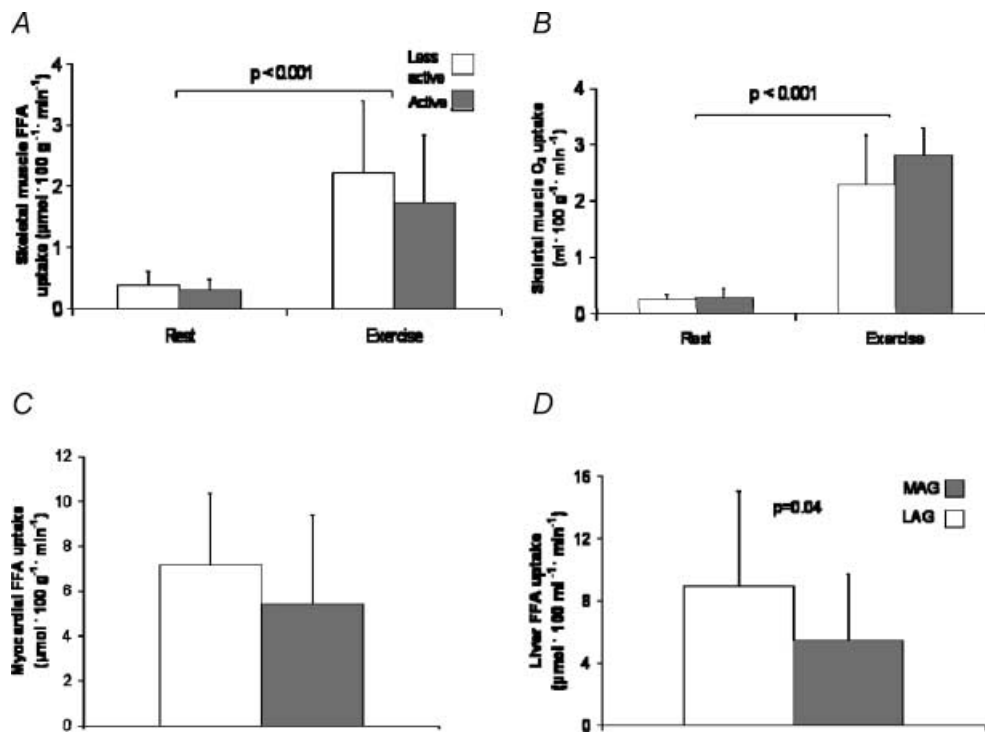 A
Less
active
Active
p < 0.001
Skeletal muscle FFA
uptake (µmol · 100 g⁻¹ · min⁻¹)
4
3
2
1
0
Rest
Exercise
B
p < 0.001
Skeletal muscle O₂ uptake
(ml · 100 g⁻¹ · min⁻¹)
4
3
2
1
0
Rest
Exercise
C
Myocardial FFA uptake
(µmol · 100 g⁻¹ · min⁻¹)
12
10
8
6
4
2
0
D
MAG
LAG
p=0.04
Liver FFA uptake
(µmol · 100 ml⁻¹ · min⁻¹)
16
12
8
4
0